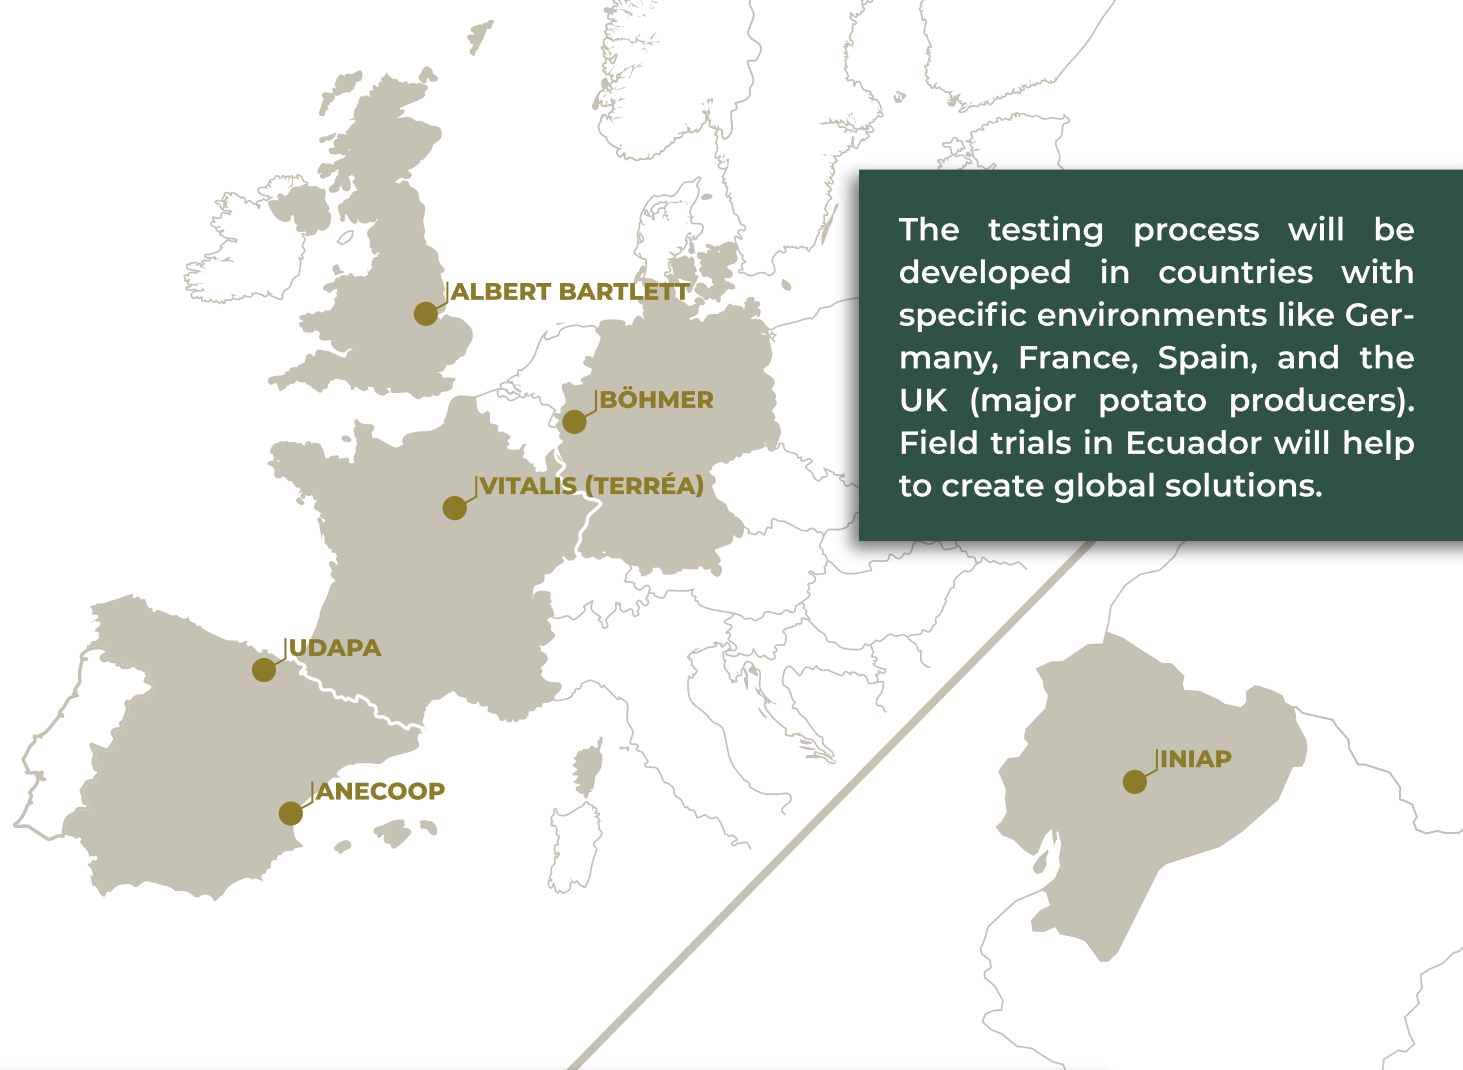 The testing process will be
developed in countries with
specific environments like Ger-
many, France, Spain, and the
UK (major potato producers).
Field trials in Ecuador will help
to create global solutions.
ALBERT BARTLETT
BÖHMER
VITALIS (TERRÉA)
UDAPA
ANECOOP
INIAP